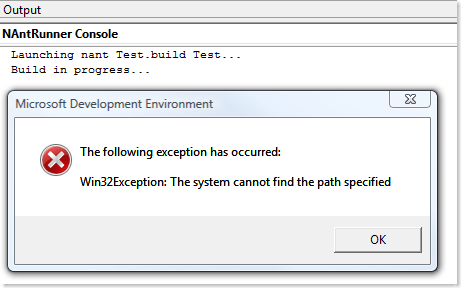 Output
NAntRunner Console
Launching nant Test.build Test...
Build in progress...
Microsoft Development Environment
The following exception has occurred:
Win32Exception: The system cannot find the path specified
OK